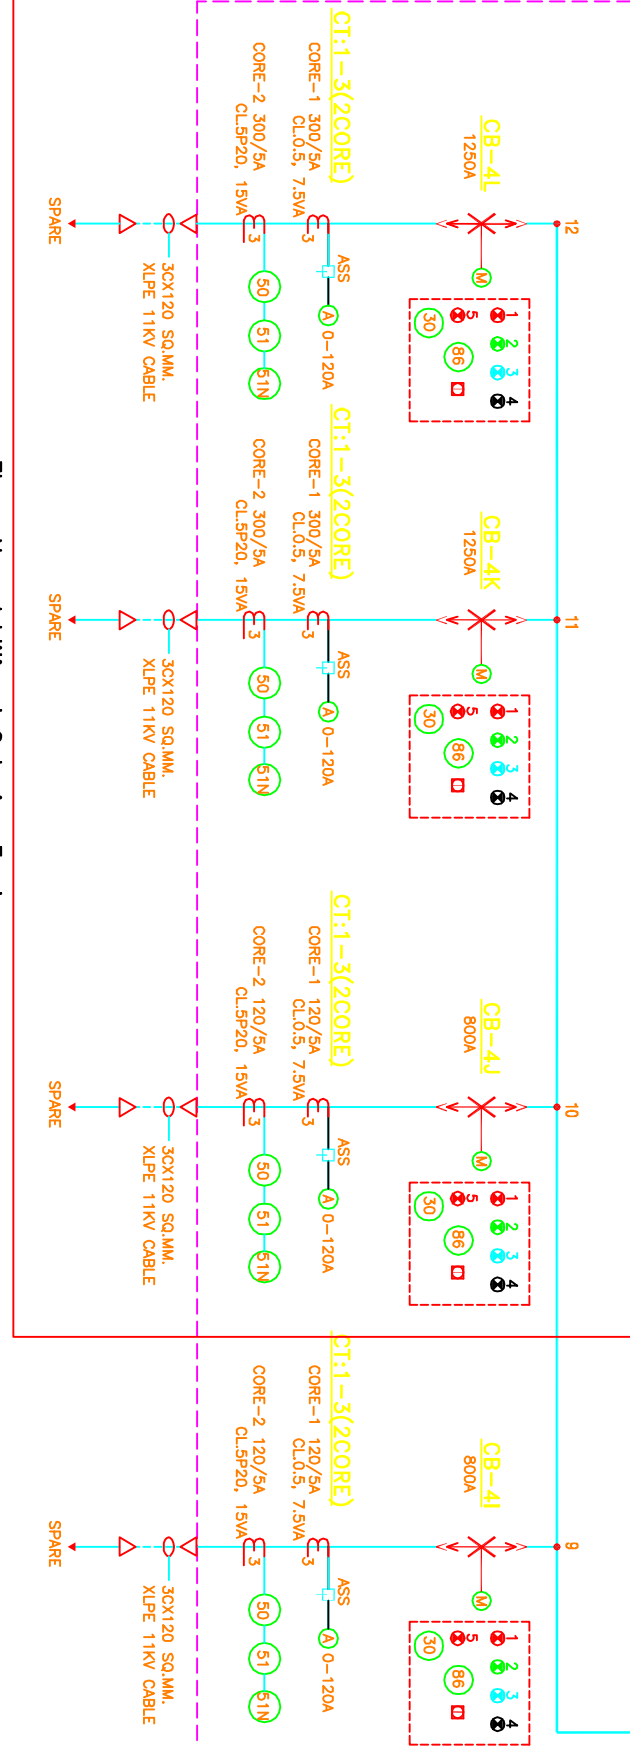 12
CB-4L
1250A
M
1
2
3
4
5
86
30
CT:1-3(2CORE)
CORE-1 300/5A
CL.0.5, 7.5VA
3
ASS
A 0-120A
CORE-2 300/5A
CL.5P20, 15VA
3
50
51
51N
3CX120 SQ.MM.
XLPE 11KV CABLE
SPARE
11
CB-4K
1250A
M
1
2
3
4
5
86
30
CT:1-3(2CORE)
CORE-1 300/5A
CL.0.5, 7.5VA
3
ASS
A 0-120A
CORE-2 300/5A
CL.5P20, 15VA
3
50
51
51N
3CX120 SQ.MM.
XLPE 11KV CABLE
SPARE
10
CB-4J
800A
M
1
2
3
4
5
86
30
CT:1-3(2CORE)
CORE-1 120/5A
CL.0.5, 7.5VA
3
ASS
A 0-120A
CORE-2 120/5A
CL.5P20, 15VA
3
50
51
51N
3CX120 SQ.MM.
XLPE 11KV CABLE
SPARE
9
CB-4I
800A
M
1
2
3
4
5
86
30
CT:1-3(2CORE)
CORE-1 120/5A
CL.0.5, 7.5VA
3
ASS
A 0-120A
CORE-2 120/5A
CL.5P20, 15VA
3
50
51
51N
3CX120 SQ.MM.
XLPE 11KV CABLE
SPARE